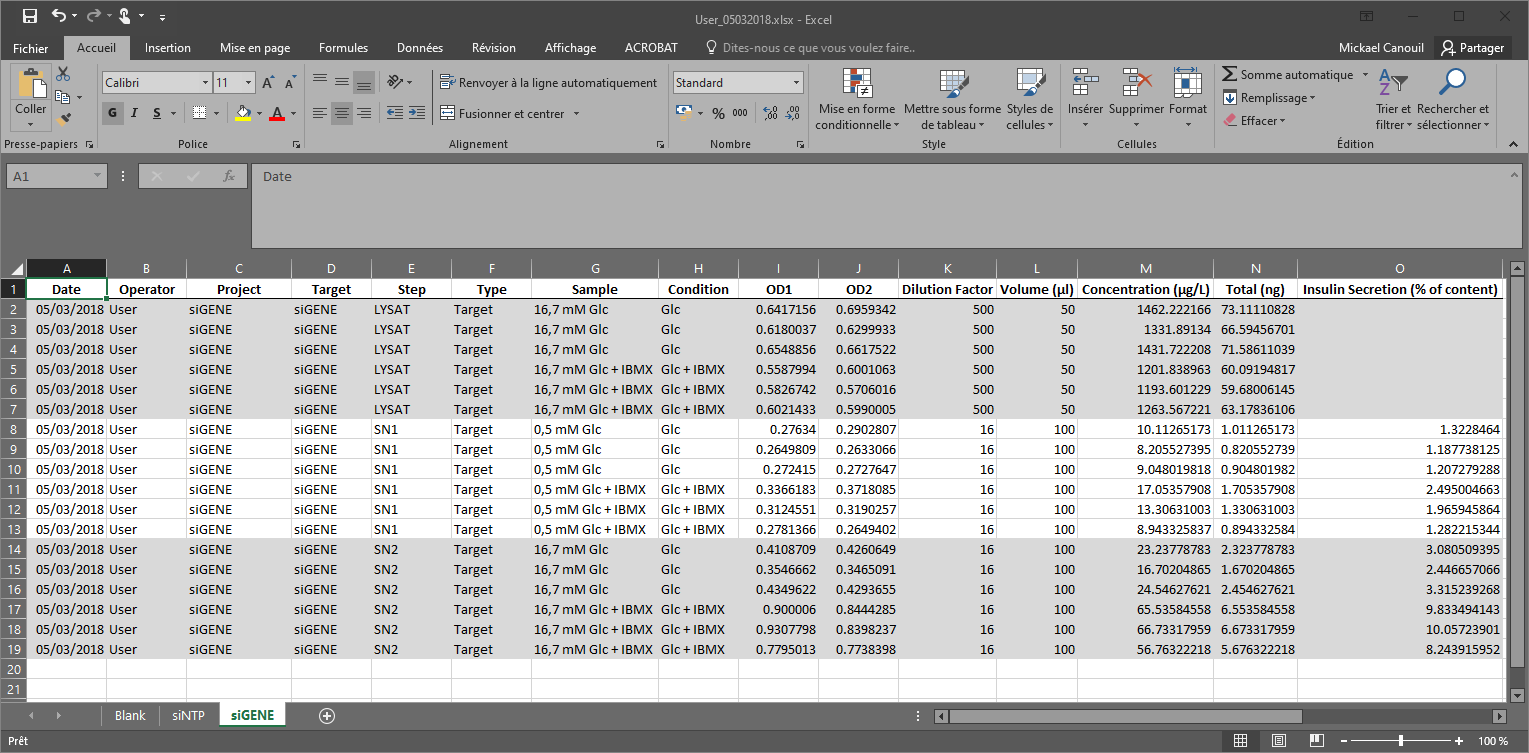 User_05032018.xlsx - Excel
Fichier Accueil Insertion Mise en page Formules Données Révision Affichage ACROBAT Dites-nous ce que vous voulez faire.. Mickael Canouil Partager
Coller
Presse-papiers
Calibri 11
G I S A
Police
Renvoyer à la ligne automatiquement
Fusionner et centrer
Alignement
Standard
% 000
Nombre
Mise en forme conditionnelle
Mettre sous forme de tableau
Styles de cellules
Style
Insérer Supprimer Format
Cellules
Somme automatique
Remplissage
Effacer
Trier et filtrer
Rechercher et sélectionner
Édition
A1 fx Date
A B C D E F G H I J K L M N O
1 Date Operator Project Target Step Type Sample Condition OD1 OD2 Dilution Factor Volume (µl) Concentration (µg/L) Total (ng) Insulin Secretion (% of content)
2 05/03/2018 User siGENE siGENE LYSAT Target 16,7 mM Glc Glc 0.6417156 0.6959342 500 50 1462.222166 73.11110828
3 05/03/2018 User siGENE siGENE LYSAT Target 16,7 mM Glc Glc 0.6180037 0.6299933 500 50 1331.89134 66.59456701
4 05/03/2018 User siGENE siGENE LYSAT Target 16,7 mM Glc Glc 0.6548856 0.6617522 500 50 1431.722208 71.58611039
5 05/03/2018 User siGENE siGENE LYSAT Target 16,7 mM Glc + IBMX Glc + IBMX 0.5587994 0.6001063 500 50 1201.838963 60.09194817
6 05/03/2018 User siGENE siGENE LYSAT Target 16,7 mM Glc + IBMX Glc + IBMX 0.5826742 0.5706016 500 50 1193.601229 59.68006145
7 05/03/2018 User siGENE siGENE LYSAT Target 16,7 mM Glc + IBMX Glc + IBMX 0.6021433 0.5990005 500 50 1263.567221 63.17836106
8 05/03/2018 User siGENE siGENE SN1 Target 0,5 mM Glc Glc 0.27634 0.2902807 16 100 10.11265173 1.011265173 1.3228464
9 05/03/2018 User siGENE siGENE SN1 Target 0,5 mM Glc Glc 0.2649809 0.2633066 16 100 8.205527395 0.820552739 1.187738125
10 05/03/2018 User siGENE siGENE SN1 Target 0,5 mM Glc Glc 0.272415 0.2727647 16 100 9.048019818 0.904801982 1.207279288
11 05/03/2018 User siGENE siGENE SN1 Target 0,5 mM Glc + IBMX Glc + IBMX 0.3366183 0.3718085 16 100 17.05357908 1.705357908 2.495004663
12 05/03/2018 User siGENE siGENE SN1 Target 0,5 mM Glc + IBMX Glc + IBMX 0.3124551 0.3190257 16 100 13.30631003 1.330631003 1.965945864
13 05/03/2018 User siGENE siGENE SN1 Target 0,5 mM Glc + IBMX Glc + IBMX 0.2781366 0.2649402 16 100 8.943325837 0.894332584 1.282215344
14 05/03/2018 User siGENE siGENE SN2 Target 16,7 mM Glc Glc 0.4108709 0.4260649 16 100 23.23778783 2.323778783 3.080509395
15 05/03/2018 User siGENE siGENE SN2 Target 16,7 mM Glc Glc 0.3546662 0.3465091 16 100 16.70204865 1.670204865 2.446657066
16 05/03/2018 User siGENE siGENE SN2 Target 16,7 mM Glc Glc 0.4349622 0.4293655 16 100 24.54627621 2.454627621 3.315239268
17 05/03/2018 User siGENE siGENE SN2 Target 16,7 mM Glc + IBMX Glc + IBMX 0.900006 0.8444285 16 100 65.53584558 6.553584558 9.833494143
18 05/03/2018 User siGENE siGENE SN2 Target 16,7 mM Glc + IBMX Glc + IBMX 0.9307798 0.8398237 16 100 66.73317959 6.673317959 10.05723901
19 05/03/2018 User siGENE siGENE SN2 Target 16,7 mM Glc + IBMX Glc + IBMX 0.7795013 0.7738398 16 100 56.76322218 5.676322218 8.243915952
20
21
Blank siNTP siGENE
Prêt 100 %